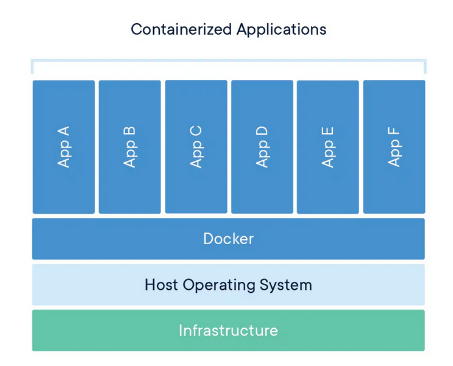 Containerized Applications
App A
App B
App C
App D
App E
App F
Docker
Host Operating System
Infrastructure